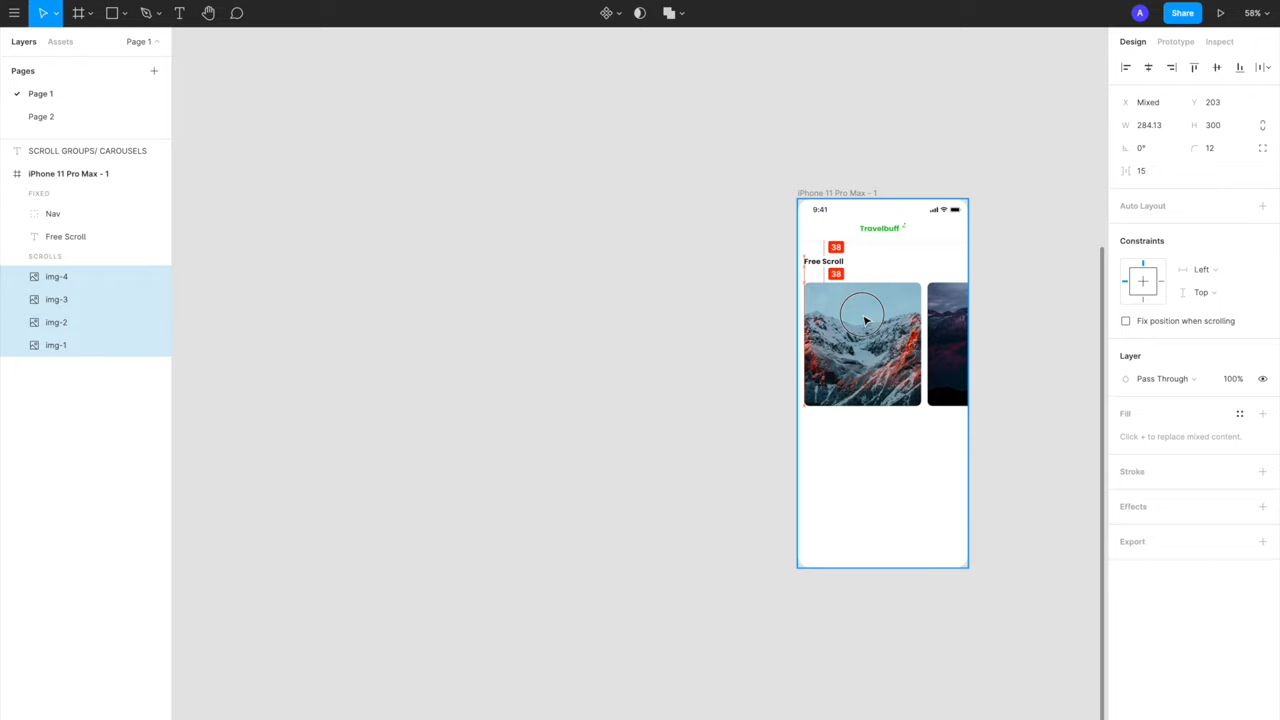 A
Share
58%
Layers
Assets
Page 1
Design
Prototype
Inspect
Pages
Page 1
Page 2
X
Mixed
Y
203
W
284.13
H
300
0°
12
15
SCROLL GROUPS/ CAROUSELS
iPhone 11 Pro Max - 1
FIXED
Nav
Free Scroll
SCROLLS
img-4
img-3
img-2
img-1
iPhone 11 Pro Max - 1
9:41
Travelbuff
38
Free Scroll
38
Auto Layout
Constraints
Left
Top
Fix position when scrolling
Layer
Pass Through
100%
Fill
Click + to replace mixed content.
Stroke
Effects
Export